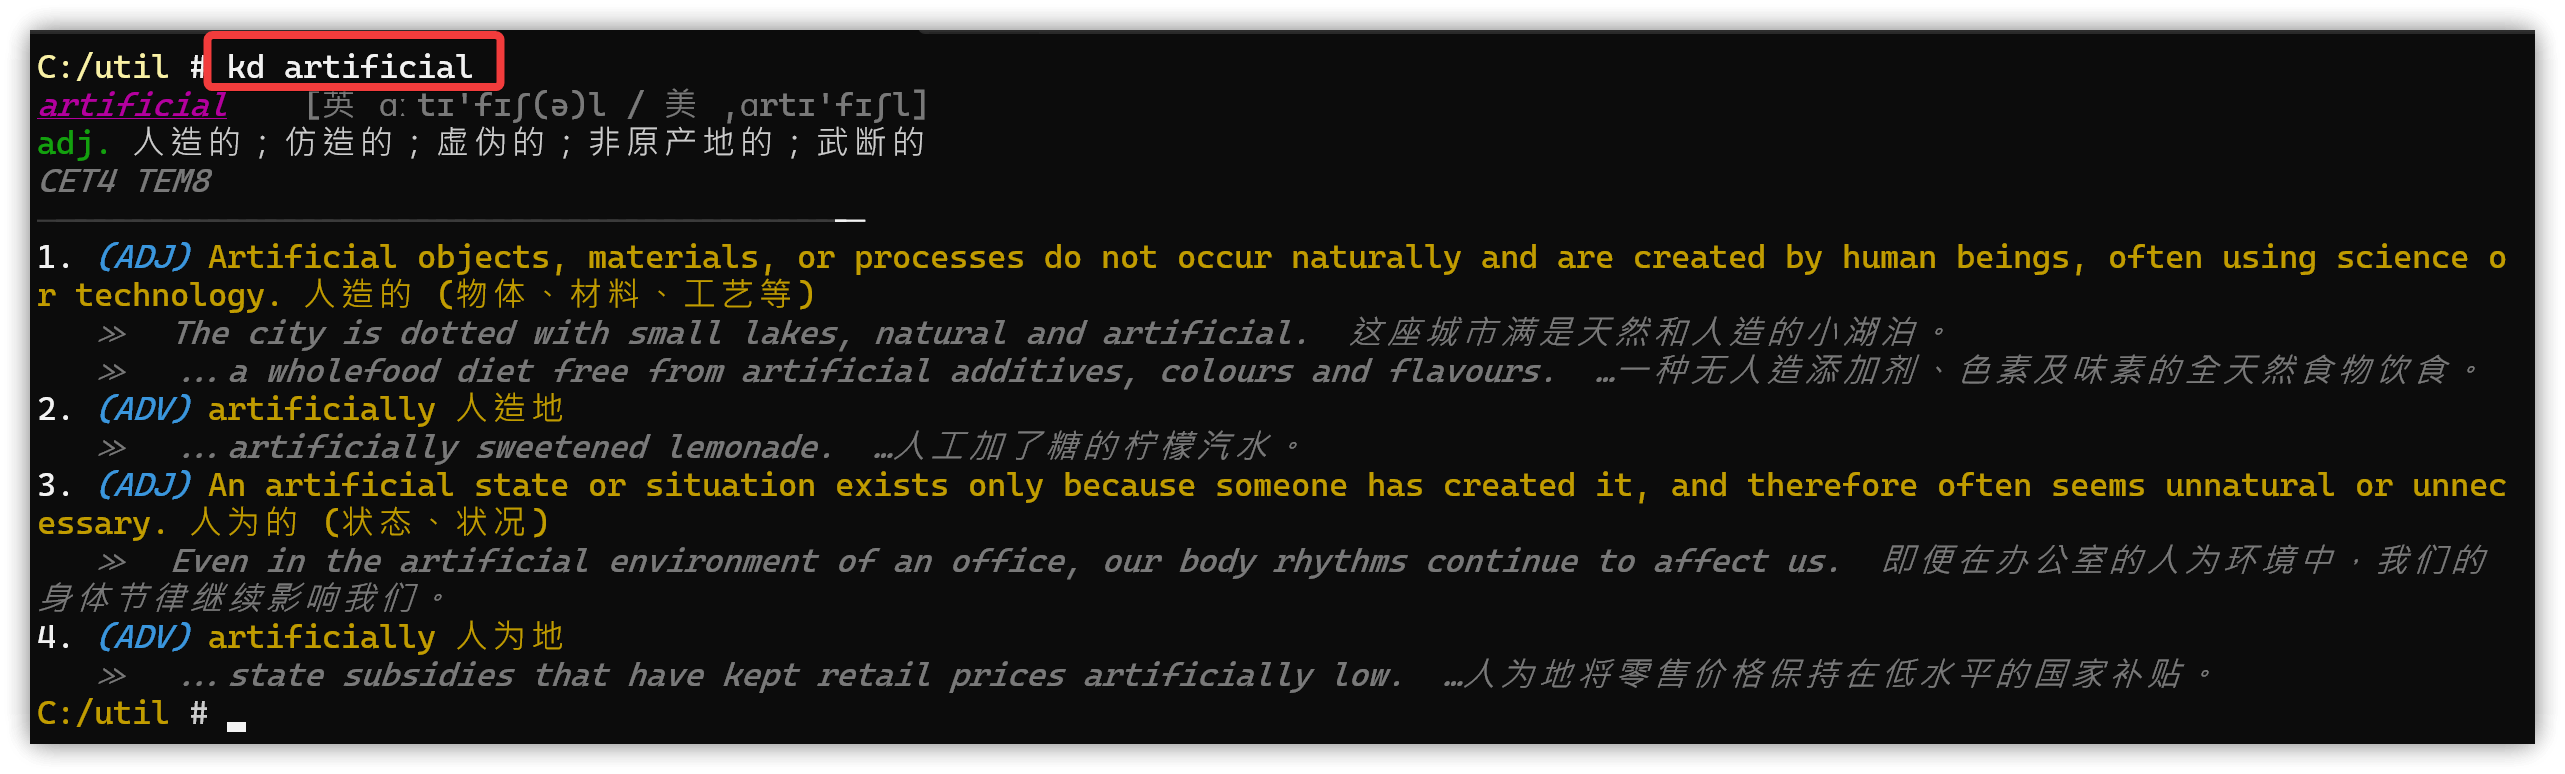 C:/util # kd artificial
artificial    [英 ɑː tɪ'fɪʃ(ə)l / 美 ,ɑrtɪ'fɪʃl]
adj. 人造的；仿造的；虚伪的；非原产地的；武断的
CET4 TEM8
1. (ADJ) Artificial objects, materials, or processes do not occur naturally and are created by human beings, often using science o
r technology. 人造的 (物体、材料、工艺等)
≫  The city is dotted with small lakes, natural and artificial.  这座城市满是天然和人造的小湖泊。
≫  ...a wholefood diet free from artificial additives, colours and flavours.  …一种无人造添加剂、色素及味素的全天然食物饮食。
2. (ADV) artificially 人造地
≫  ...artificially sweetened lemonade.  …人工加了糖的柠檬汽水。
3. (ADJ) An artificial state or situation exists only because someone has created it, and therefore often seems unnatural or unnec
essary. 人为的 (状态、状况)
≫  Even in the artificial environment of an office, our body rhythms continue to affect us.  即便在办公室的人为环境中，我们的
身体节律继续影响我们。
4. (ADV) artificially 人为地
≫  ...state subsidies that have kept retail prices artificially low.  …人为地将零售价格保持在低水平的国家补贴。
C:/util #